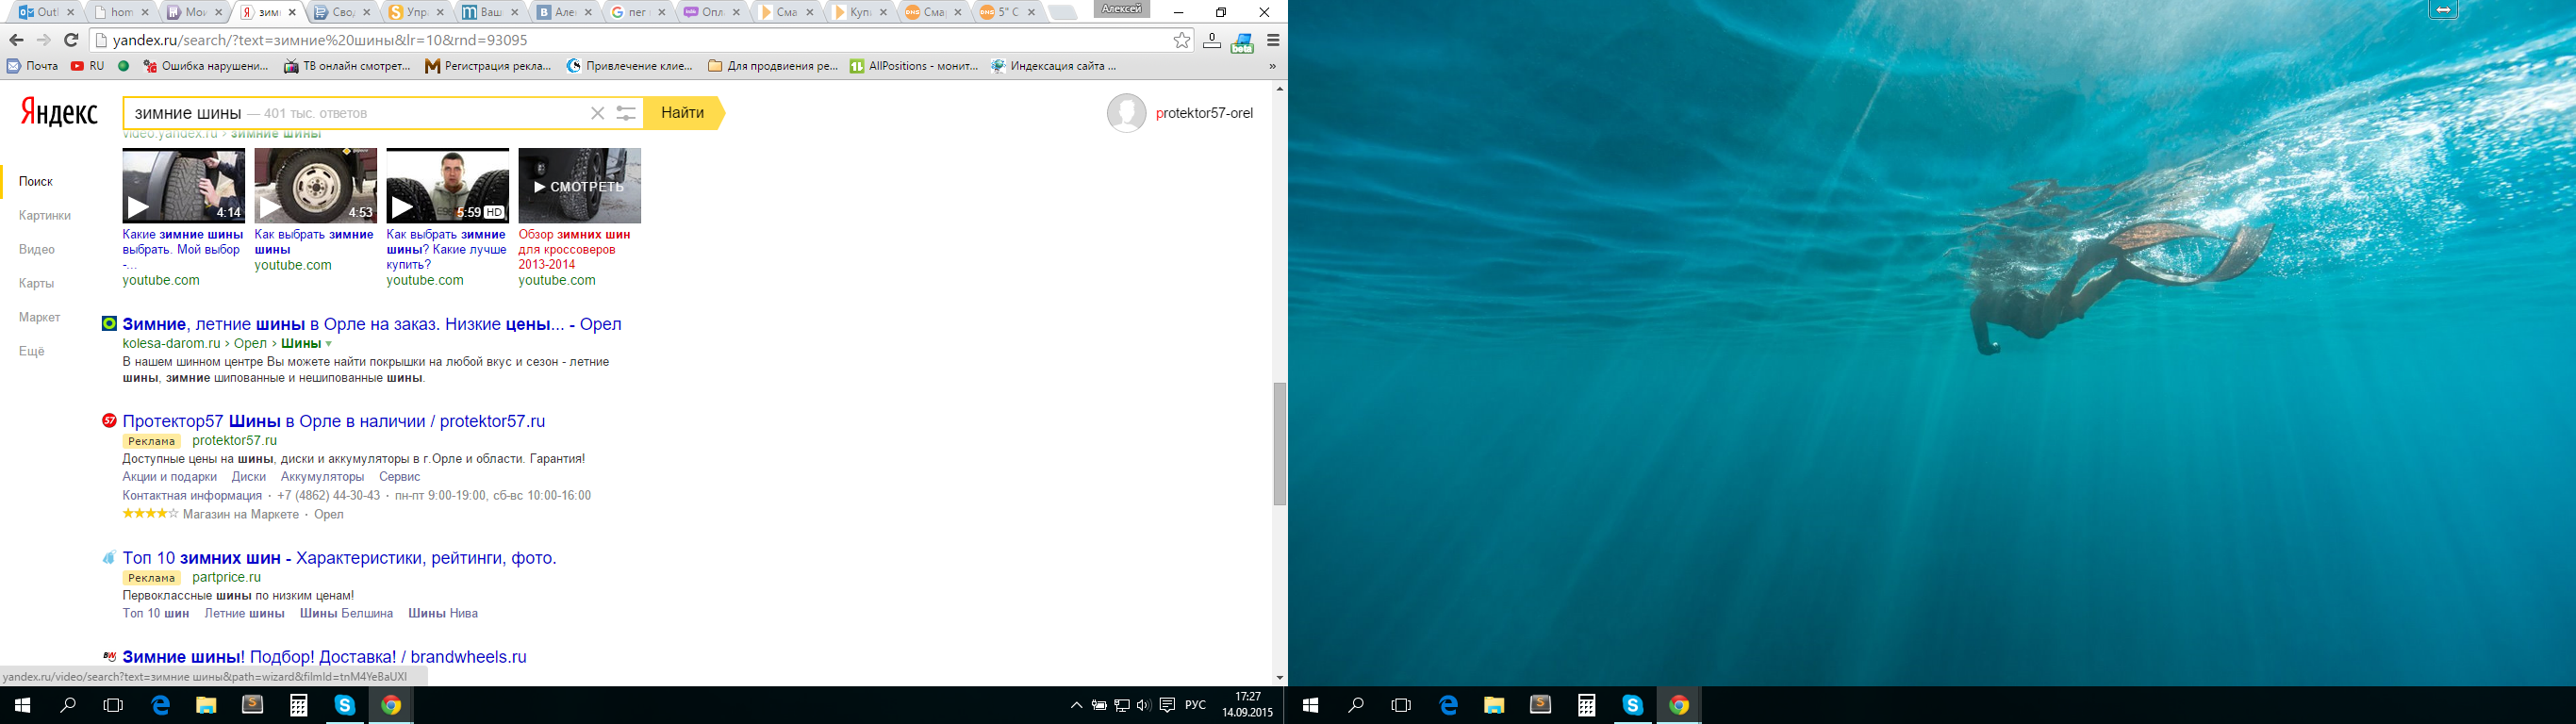 Outl
hom
Мои
зимн
Свод
Упра
Ваш
Але
пег
Опл
Сма
Купи
Сма
5" С
Алексей
yandex.ru/search/?text=зимние%20шины&lr=10&rnd=93095
0
beta
Почта
RU
Ошибка нарушени...
ТВ онлайн смотрет...
Регистрация рекла...
Привлечение клие...
Для продвиения ре...
AllPositions - монит...
Индексация сайта ...
»
Яндекс
зимние шины — 401 тыс. ответов
Найти
protektor57-orel
video.yandex.ru › зимние шины
Поиск
Картинки
Видео
Карты
Маркет
Ещё
4:14
4:53
5:59 HD
СМОТРЕТЬ
Какие зимние шины
выбрать. Мой выбор
-...
youtube.com
Как выбрать зимние
шины
youtube.com
Как выбрать зимние
шины? Какие лучше
купить?
youtube.com
Обзор зимних шин
для кроссоверов
2013-2014
youtube.com
Зимние, летние шины в Орле на заказ. Низкие цены... - Орел
kolesa-darom.ru › Орел › Шины
В нашем шинном центре Вы можете найти покрышки на любой вкус и сезон - летние
шины, зимние шипованные и нешипованные шины.
57
Протектор57 Шины в Орле в наличии / protektor57.ru
Реклама protektor57.ru
Доступные цены на шины, диски и аккумуляторы в г.Орле и области. Гарантия!
Акции и подарки Диски Аккумуляторы Сервис
Контактная информация · +7 (4862) 44-30-43 · пн-пт 9:00-19:00, сб-вс 10:00-16:00
Магазин на Маркете · Орел
Топ 10 зимних шин - Характеристики, рейтинги, фото.
Реклама partprice.ru
Первоклассные шины по низким ценам!
Топ 10 шин Летние шины Шины Белшина Шины Нива
BW
Зимние шины! Подбор! Доставка! / brandwheels.ru
yandex.ru/video/search?text=зимние шины&path=wizard&filmId=tnM4YeBaUXI
РУС
17:27
14.09.2015